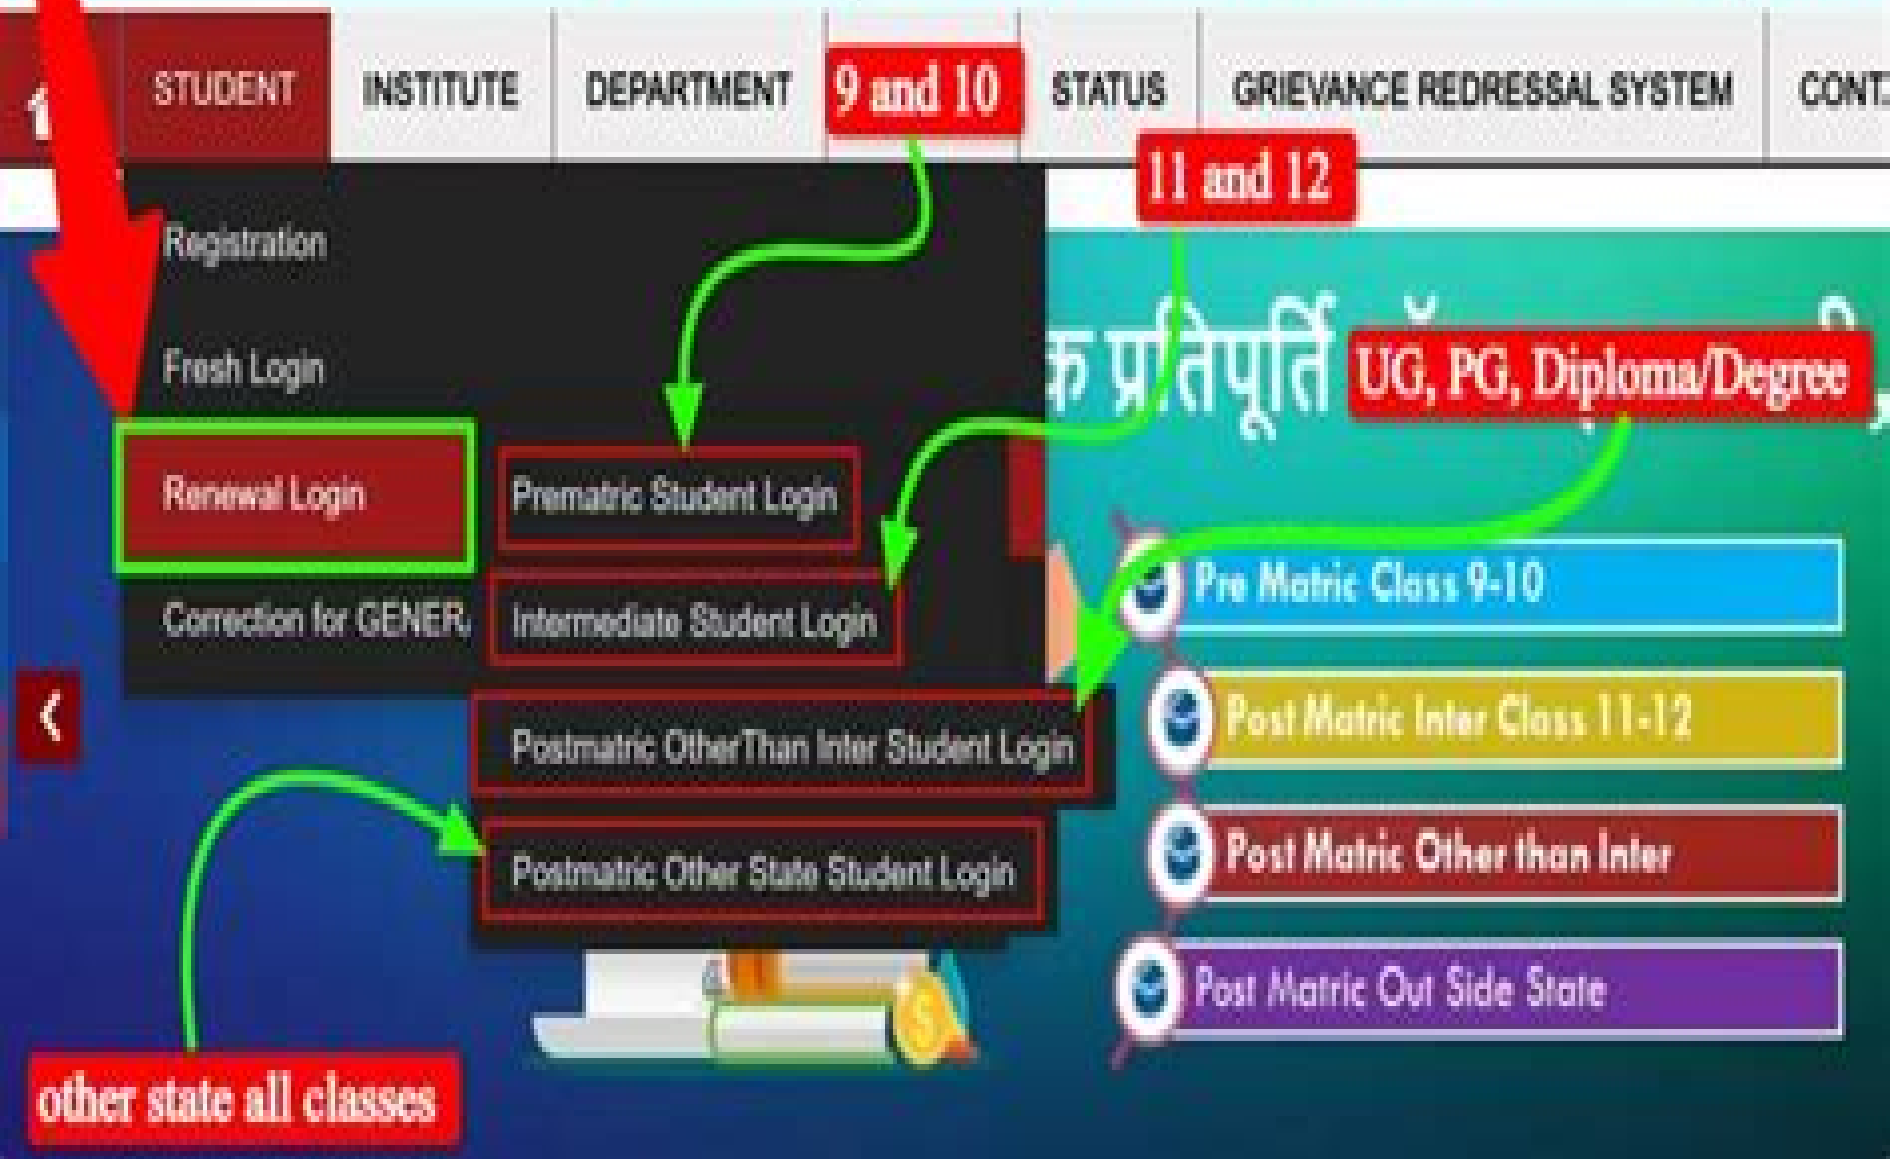 STUDENT INSTITUTE DEPARTMENT 9 and 10 STATUS GRIEVANCE REDRESSAL SYSTEM CONT
11 and 12
Registration
क प्रतिपूर्ति
Fresh Login
UG, PG, Diploma/Degree
Renewal Login
Prematric Student Login
Correction for GENER
Intermediate Student Login
Postmatric OtherThan Inter Student Login
Postmatric Other State Student Login
Pre Matric Class 9-10
Post Matric Inter Class 11-12
Post Matric Other than Inter
Post Matric Out Side State
other state all classes